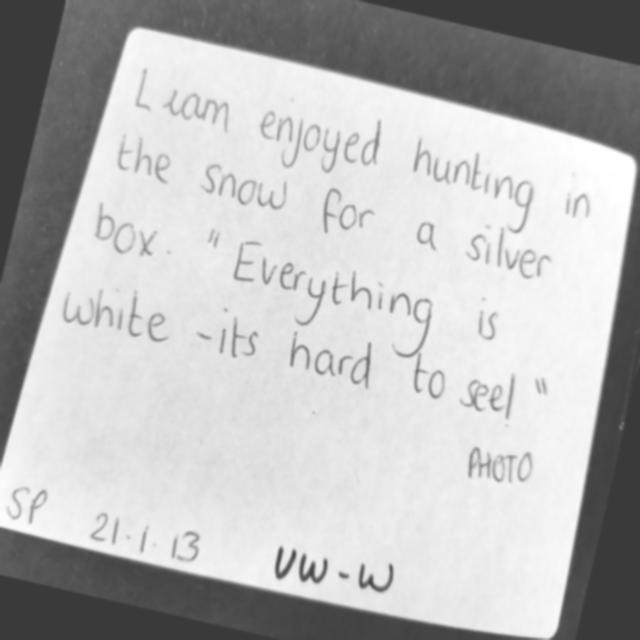 Liam enjoyed hunting in
the snow for a silver
box. "Everything is
white - its hard to see!"
PHOTO
SP 21.1.13 UW-W